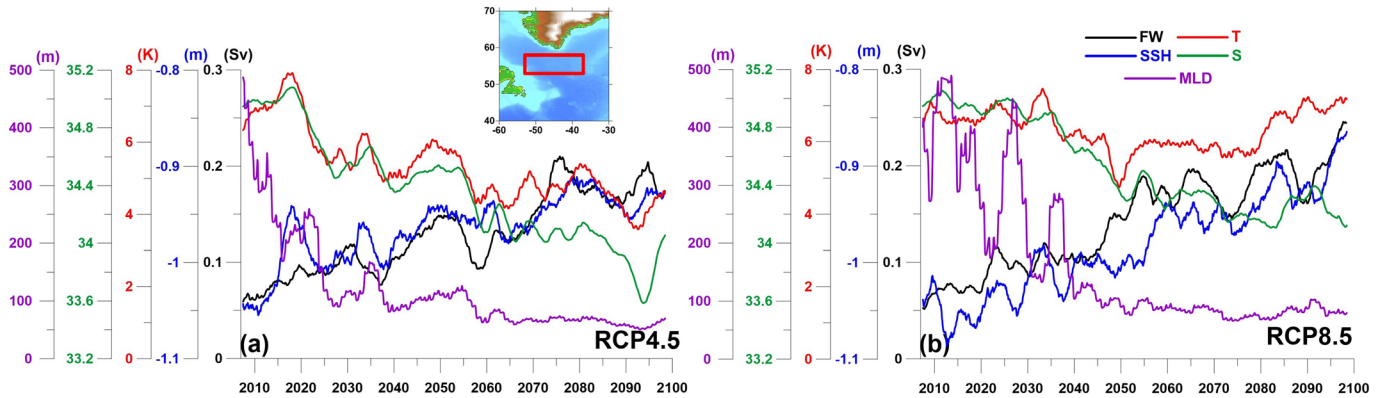 70
60
50
40
-60 -50 -40 -30
(m) (K) (m) (Sv)
500 35.2 8 -0.8 0.3
400 34.8 6 -0.9 0.2
300 34.4
200 34 4 -1 0.1
100 33.6 2
0 33.2 0 -1.1 0
(a) RCP4.5
2010 2020 2030 2040 2050 2060 2070 2080 2090 2100
(m) (K) (m) (Sv)
FW T
SSH S
MLD
500 35.2 8 -0.8 0.3
400 34.8 6 -0.9 0.2
300 34.4
200 34 4 -1 0.1
100 33.6 2
0 33.2 0 -1.1 0
(b) RCP8.5
2010 2020 2030 2040 2050 2060 2070 2080 2090 2100